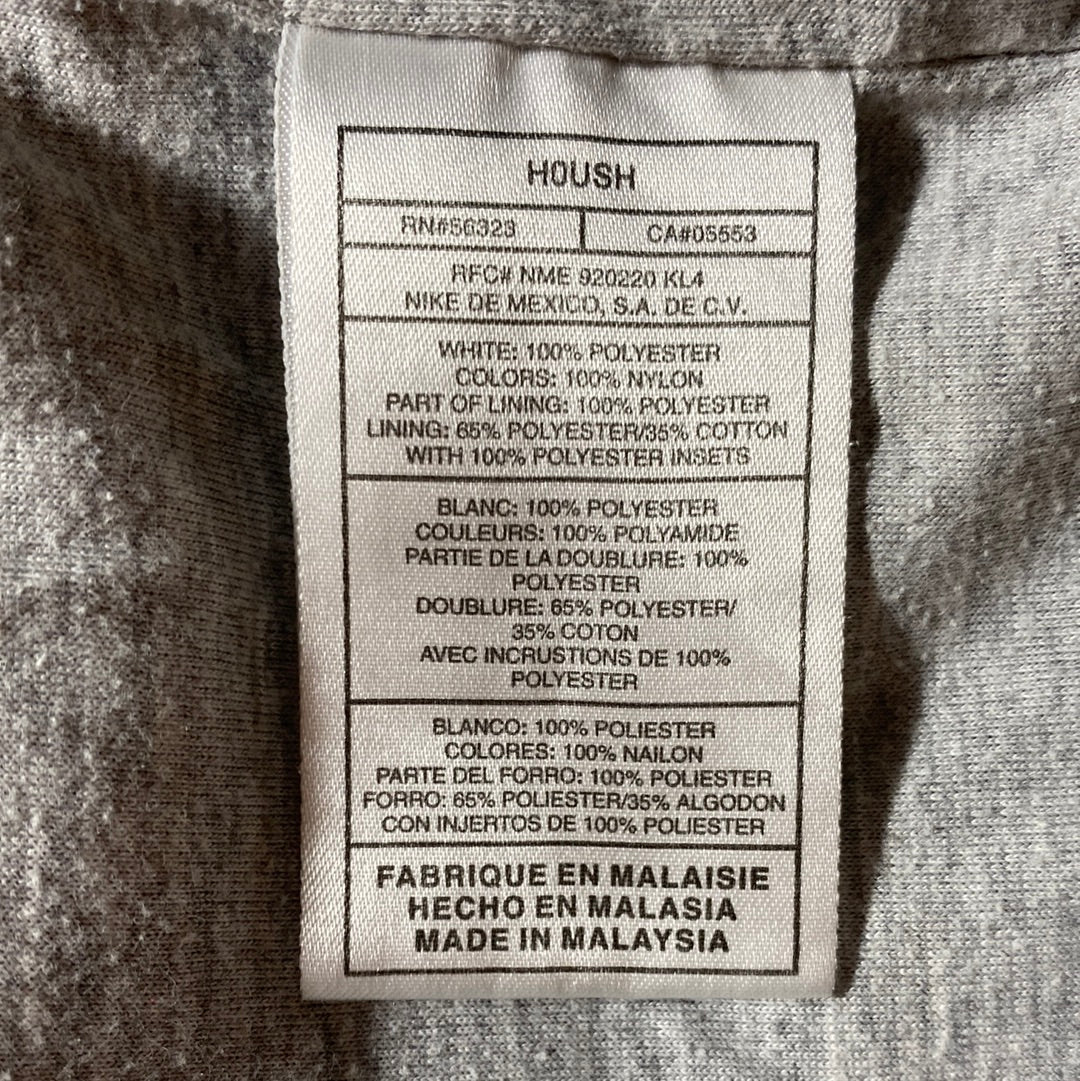 HOUSH
RN#56323 CA#05553
RFC# NME 920220 KL4
NIKE DE MEXICO, S.A. DE C.V.
WHITE: 100% POLYESTER
COLORS: 100% NYLON
PART OF LINING: 100% POLYESTER
LINING: 65% POLYESTER/35% COTTON
WITH 100% POLYESTER INSETS
BLANC: 100% POLYESTER
COULEURS: 100% POLYAMIDE
PARTIE DE LA DOUBLURE: 100%
POLYESTER
DOUBLURE: 65% POLYESTER/
35% COTON
AVEC INCRUSTIONS DE 100%
POLYESTER
BLANCO: 100% POLIESTER
COLORES: 100% NAILON
PARTE DEL FORRO: 100% POLIESTER
FORRO: 65% POLIESTER/35% ALGODON
CON INJERTOS DE 100% POLIESTER
FABRIQUE EN MALAISIE
HECHO EN MALASIA
MADE IN MALAYSIA